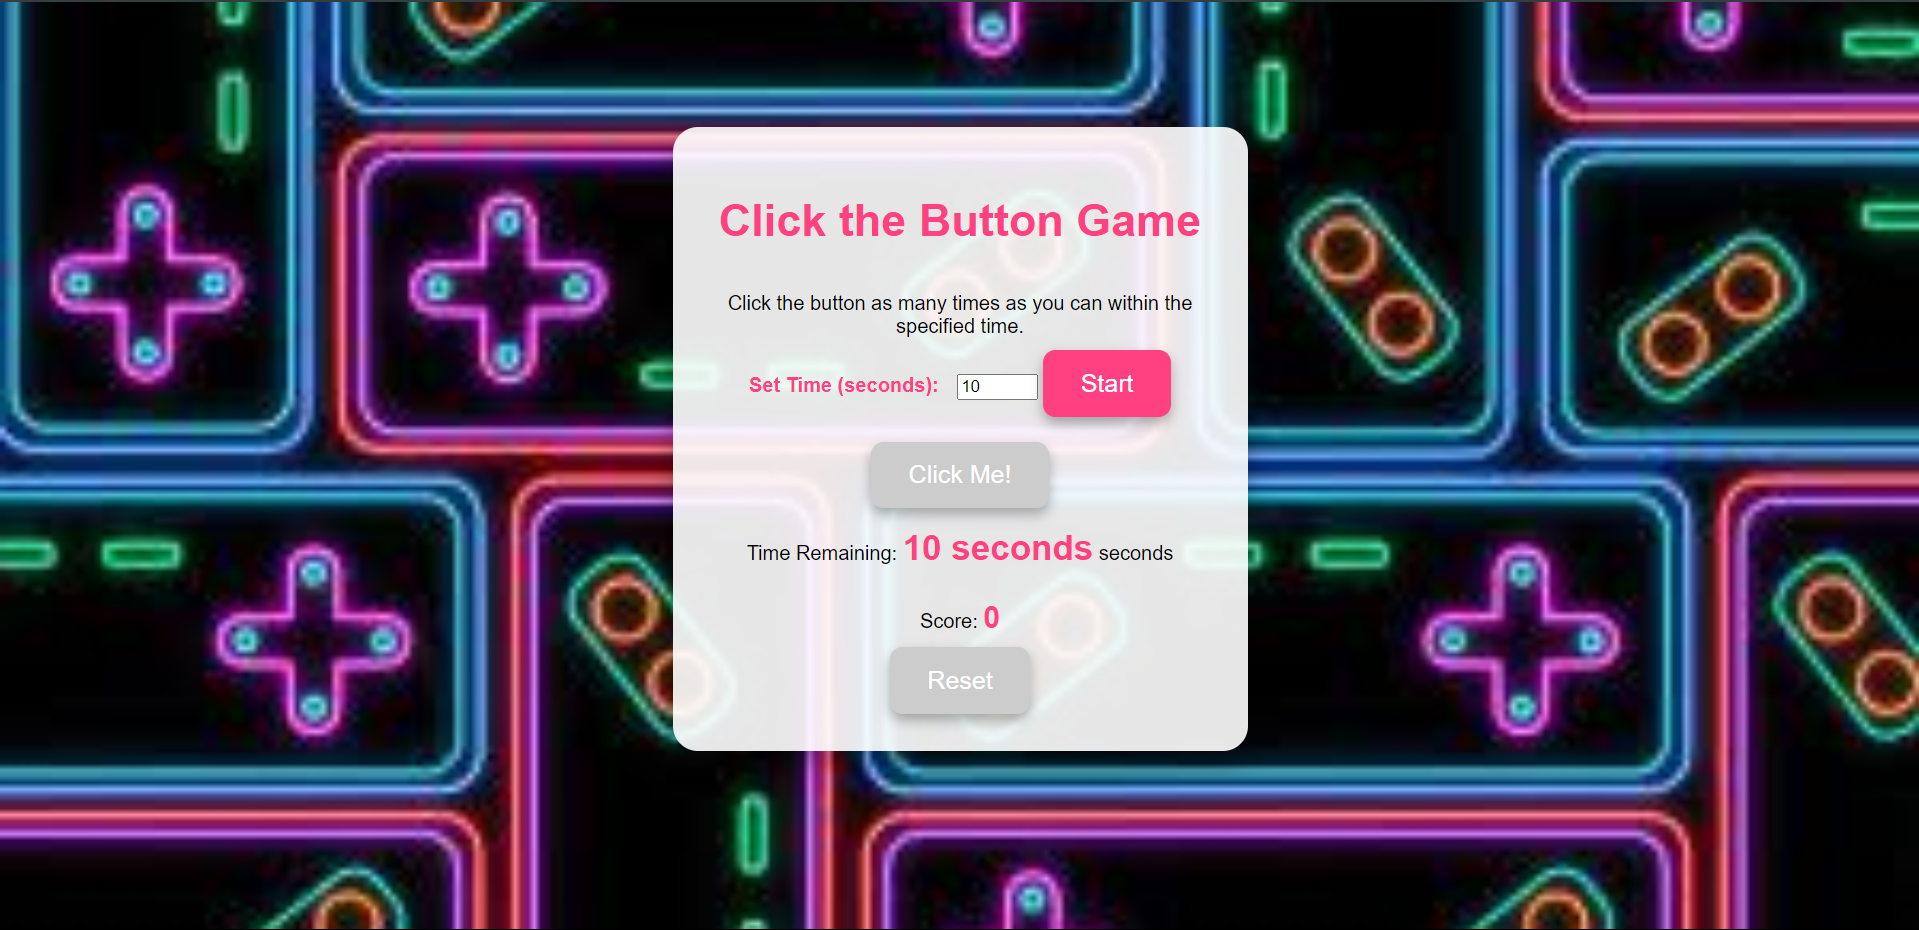 Click the Button Game
Click the button as many times as you can within the
specified time.
Set Time (seconds): 10 Start
Click Me!
Time Remaining: 10 seconds seconds
Score: 0
Reset